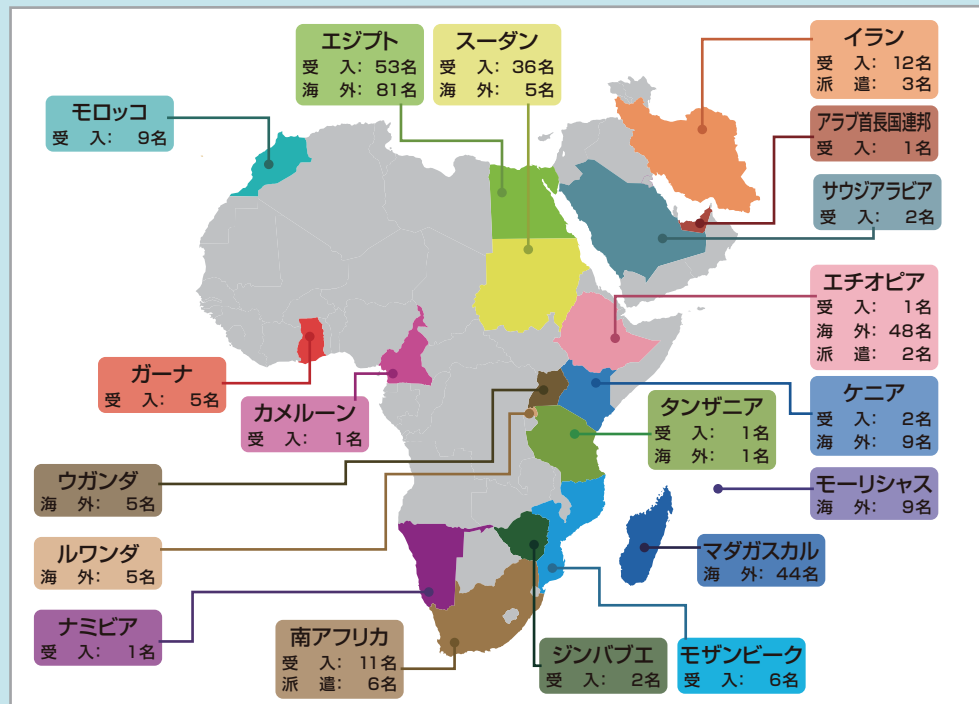 エジプト
受 入: 53名
海 外: 81名
スーダン
受 入: 36名
海 外: 5名
イラン
受 入: 12名
派 遣: 3名
モロッコ
受 入: 9名
アラブ首長国連邦
受 入: 1名
サウジアラビア
受 入: 2名
エチオピア
受 入: 1名
海 外: 48名
派 遣: 2名
ガーナ
受 入: 5名
カメルーン
受 入: 1名
タンザニア
受 入: 1名
海 外: 1名
ケニア
受 入: 2名
海 外: 9名
ウガンダ
海 外: 5名
モーリシャス
海 外: 9名
ルワンダ
海 外: 5名
マダガスカル
海 外: 44名
ナミビア
受 入: 1名
南アフリカ
受 入: 11名
派 遣: 6名
ジンバブエ
受 入: 2名
モザンビーク
受 入: 6名